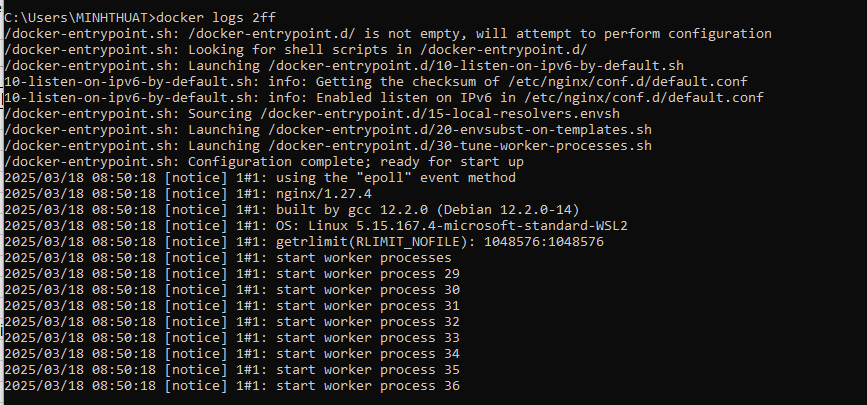 C:\Users\MINHTHUAT>docker logs 2ff
/docker-entrypoint.sh: /docker-entrypoint.d/ is not empty, will attempt to perform configuration
/docker-entrypoint.sh: Looking for shell scripts in /docker-entrypoint.d/
/docker-entrypoint.sh: Launching /docker-entrypoint.d/10-listen-on-ipv6-by-default.sh
10-listen-on-ipv6-by-default.sh: info: Getting the checksum of /etc/nginx/conf.d/default.conf
10-listen-on-ipv6-by-default.sh: info: Enabled listen on IPv6 in /etc/nginx/conf.d/default.conf
/docker-entrypoint.sh: Sourcing /docker-entrypoint.d/15-local-resolvers.envsh
/docker-entrypoint.sh: Launching /docker-entrypoint.d/20-envsubst-on-templates.sh
/docker-entrypoint.sh: Launching /docker-entrypoint.d/30-tune-worker-processes.sh
/docker-entrypoint.sh: Configuration complete; ready for start up
2025/03/18 08:50:18 [notice] 1#1: using the "epoll" event method
2025/03/18 08:50:18 [notice] 1#1: nginx/1.27.4
2025/03/18 08:50:18 [notice] 1#1: built by gcc 12.2.0 (Debian 12.2.0-14)
2025/03/18 08:50:18 [notice] 1#1: OS: Linux 5.15.167.4-microsoft-standard-WSL2
2025/03/18 08:50:18 [notice] 1#1: getrlimit(RLIMIT_NOFILE): 1048576:1048576
2025/03/18 08:50:18 [notice] 1#1: start worker processes
2025/03/18 08:50:18 [notice] 1#1: start worker process 29
2025/03/18 08:50:18 [notice] 1#1: start worker process 30
2025/03/18 08:50:18 [notice] 1#1: start worker process 31
2025/03/18 08:50:18 [notice] 1#1: start worker process 32
2025/03/18 08:50:18 [notice] 1#1: start worker process 33
2025/03/18 08:50:18 [notice] 1#1: start worker process 34
2025/03/18 08:50:18 [notice] 1#1: start worker process 35
2025/03/18 08:50:18 [notice] 1#1: start worker process 36